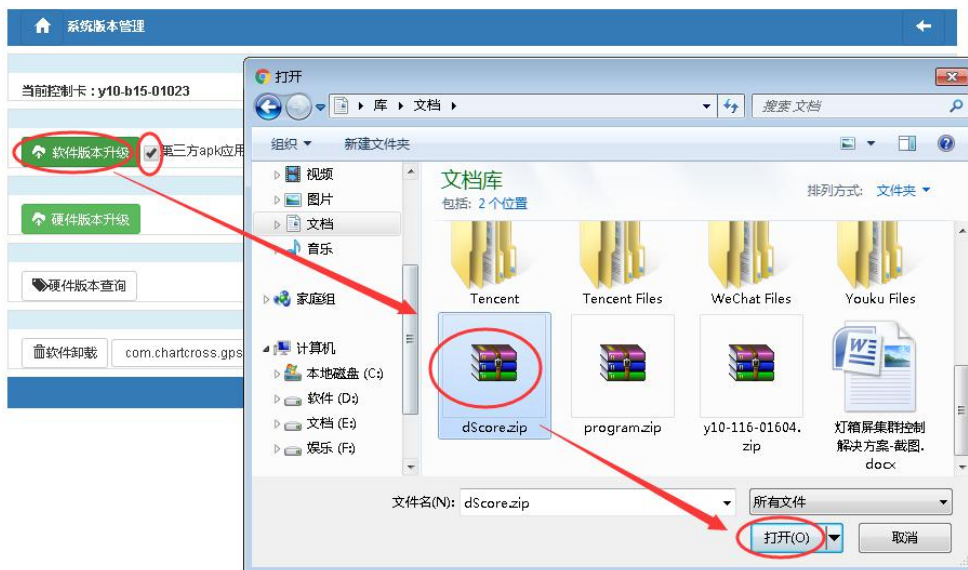 系统版本管理
当前控制卡：y10-b15-01023
软件版本升级
第三方apk应用
硬件版本升级
硬件版本查询
软件卸载
com.chartcross.gps
打开
库
文档
搜索 文档
组织
新建文件夹
视频
图片
文档
音乐
家庭组
计算机
本地磁盘 (C:)
软件 (D:)
文档 (E:)
娱乐 (F:)
文档库
包括: 2 个位置
排列方式: 文件夹
Tencent
Tencent Files
WeChat Files
Youku Files
dScore.zip
program.zip
y10-116-01604.
zip
灯箱屏集群控制
解决方案-截图.
docx
文件名(N): dScore.zip
所有文件
打开(O)
取消